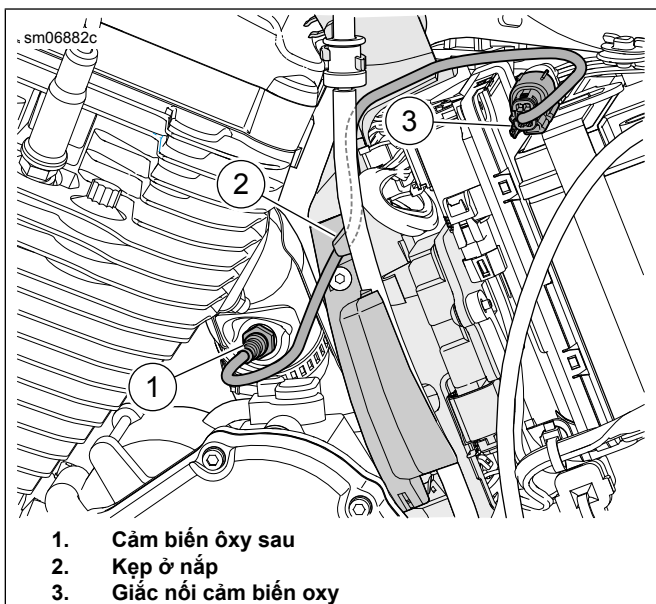 sm06882c
3
2
1
1. Cảm biến ôxy sau
2. Kẹp ở nắp
3. Giắc nối cảm biến oxy